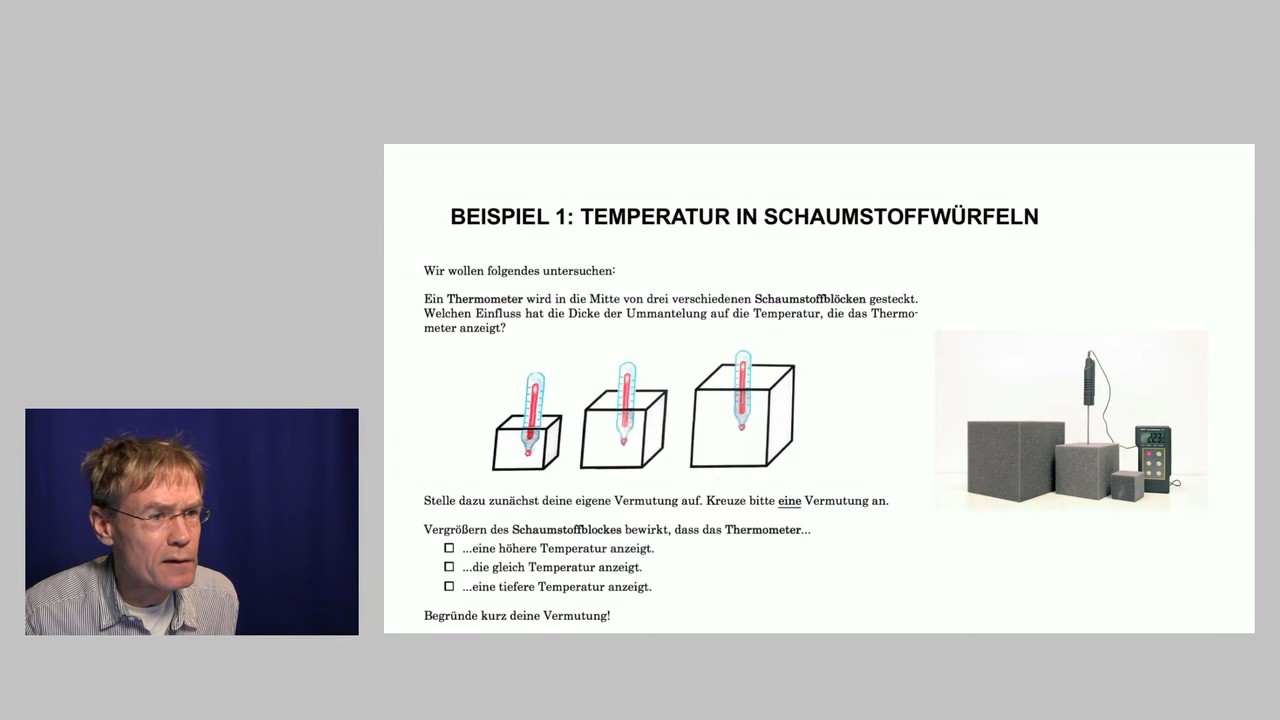 BEISPIEL 1: TEMPERATUR IN SCHAUMSTOFFWÜRFELN
Wir wollen folgendes untersuchen:
Ein Thermometer wird in die Mitte von drei verschiedenen Schaumstoffblöcken gesteckt.
Welchen Einfluss hat die Dicke der Ummantelung auf die Temperatur, die das Thermo-
meter anzeigt?
Stelle dazu zunächst deine eigene Vermutung auf. Kreuze bitte eine Vermutung an.
Vergrößern des Schaumstoffblockes bewirkt, dass das Thermometer...
...eine höhere Temperatur anzeigt.
...die gleich Temperatur anzeigt.
...eine tiefere Temperatur anzeigt.
Begründe kurz deine Vermutung!